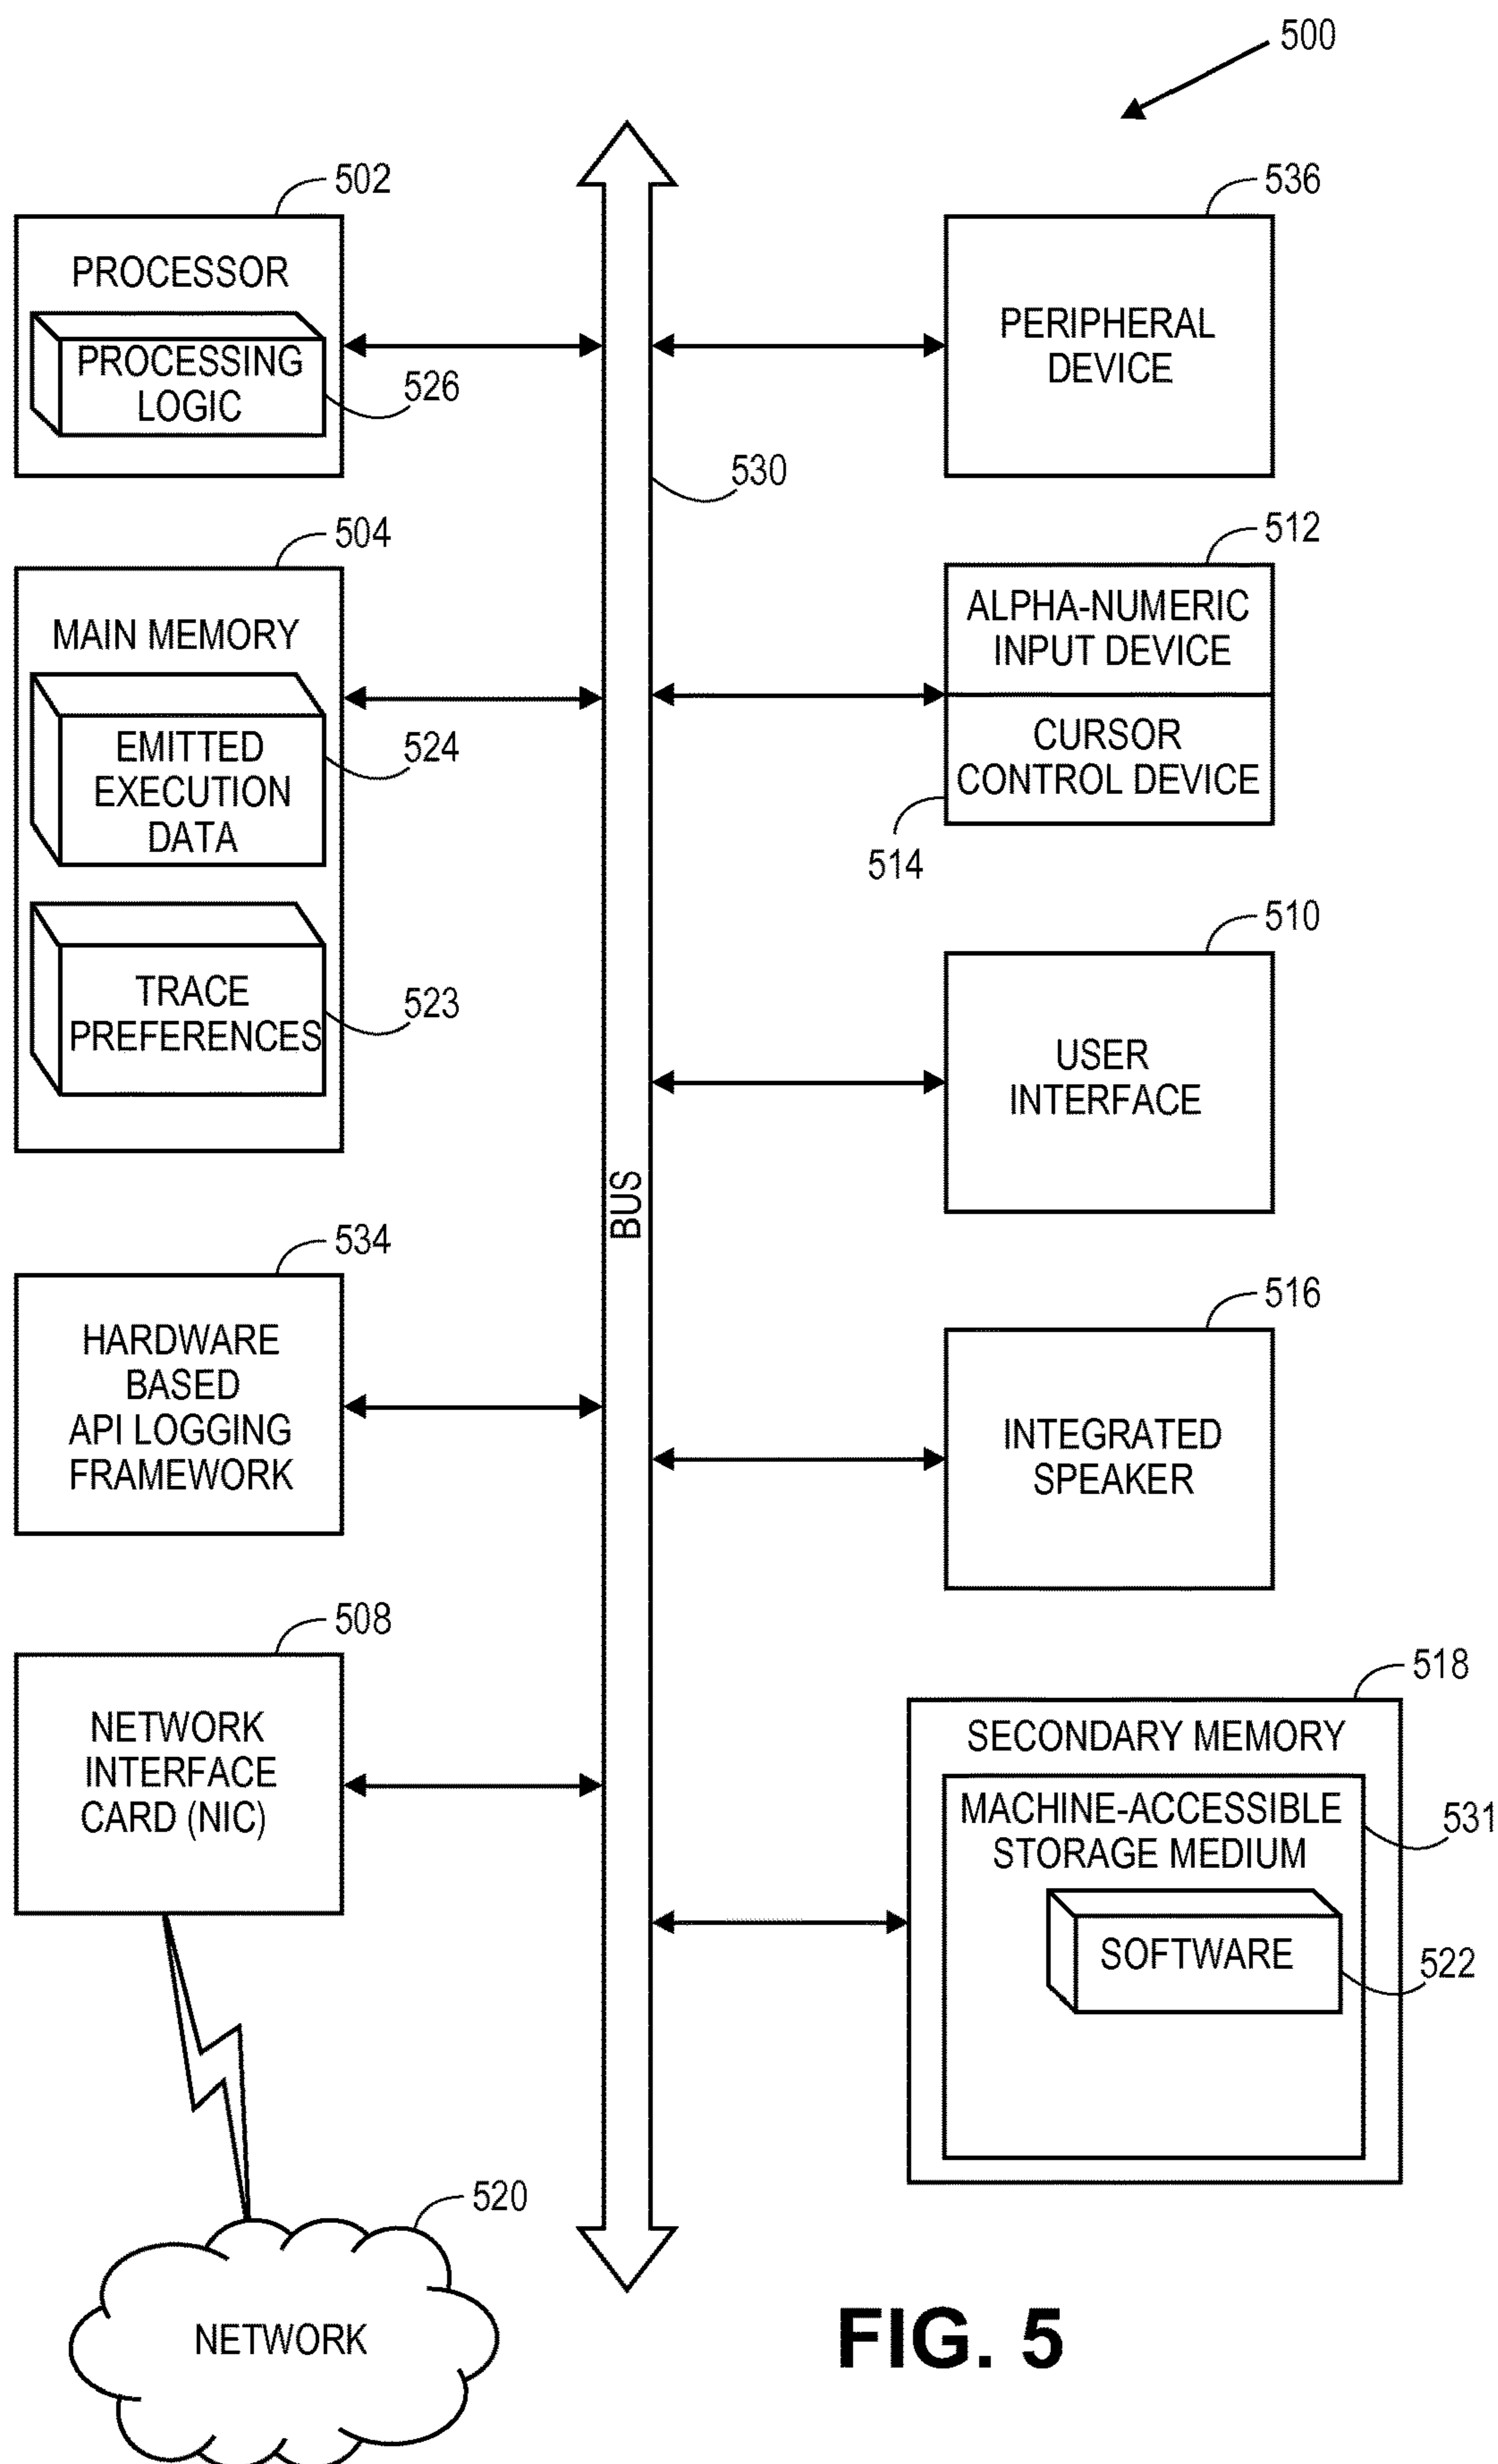 500
502
PROCESSOR
PROCESSING
LOGIC
526
536
PERIPHERAL
DEVICE
530
504
MAIN MEMORY
EMITTED
EXECUTION
DATA
524
TRACE
PREFERENCES
523
512
ALPHA-NUMERIC
INPUT DEVICE
CURSOR
CONTROL DEVICE
514
510
USER
INTERFACE
BUS
534
HARDWARE
BASED
API LOGGING
FRAMEWORK
516
INTEGRATED
SPEAKER
508
NETWORK
INTERFACE
CARD (NIC)
518
SECONDARY MEMORY
MACHINE-ACCESSIBLE
STORAGE MEDIUM
531
SOFTWARE
522
520
NETWORK
FIG. 5